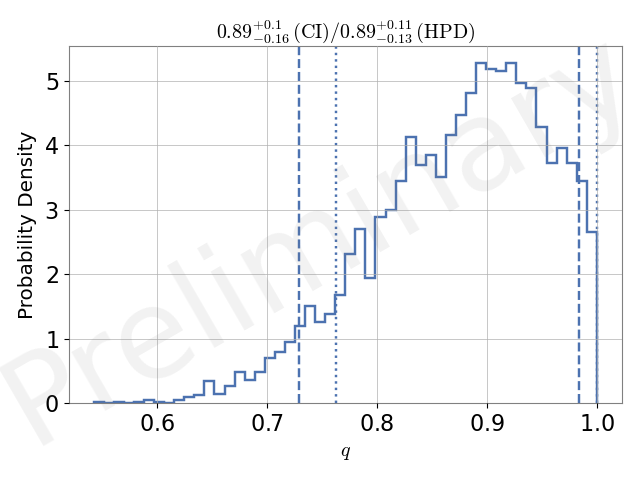 0.89^{+0.1}_{-0.16} (CI)/0.89^{+0.11}_{-0.13} (HPD)
Probability Density
5
4
3
2
1
0
0.6 0.7 0.8 0.9 1.0
q
Preliminary